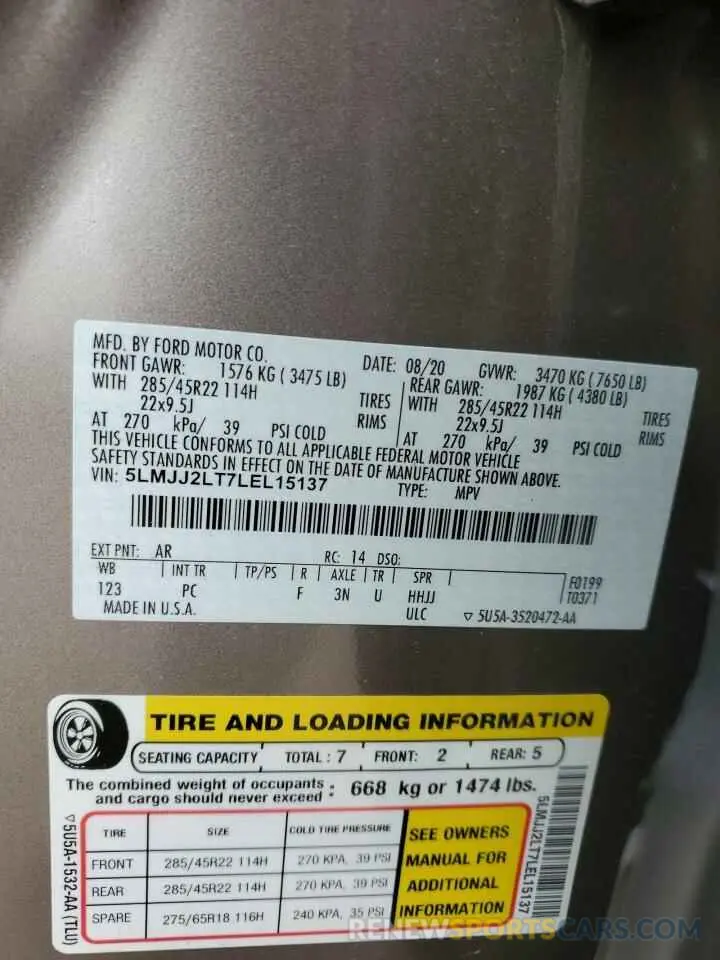 MFD. BY FORD MOTOR CO. DATE: 08/20 GVWR: 3470 KG ( 7650 LB)
FRONT GAWR: 1576 KG ( 3475 LB) REAR GAWR: 1987 KG ( 4380 LB)
WITH 285/45R22 114H TIRES WITH 285/45R22 114H TIRES
22x9.5J RIMS 22x9.5J RIMS
AT 270 kPa/ 39 PSI COLD AT 270 kPa/ 39 PSI COLD
THIS VEHICLE CONFORMS TO ALL APPLICABLE FEDERAL MOTOR VEHICLE
SAFETY STANDARDS IN EFFECT ON THE DATE OF MANUFACTURE SHOWN ABOVE.
VIN: 5LMJJ2LT7LEL15137 TYPE: MPV
EXT PNT: AR RC: 14 DSO:
WB INT TR TP/PS R AXLE TR SPR F0199
123 PC F 3N U HHJJ T0371
MADE IN U.S.A. ULC ▽ 5U5A-3520472-AA
TIRE AND LOADING INFORMATION
SEATING CAPACITY TOTAL : 7 FRONT: 2 REAR: 5
The combined weight of occupants and cargo should never exceed : 668 kg or 1474 lbs.
TIRE SIZE COLD TIRE PRESSURE
FRONT 285/45R22 114H 270 KPA, 39 PSI
REAR 285/45R22 114H 270 KPA, 39 PSI
SPARE 275/65R18 116H 240 KPA, 35 PSI
SEE OWNERS
MANUAL FOR
ADDITIONAL
INFORMATION
▽5U5A-1532-AA (TLU)
5LMJJ2LT7LEL15137
RENEWSPORTSCARS.COM